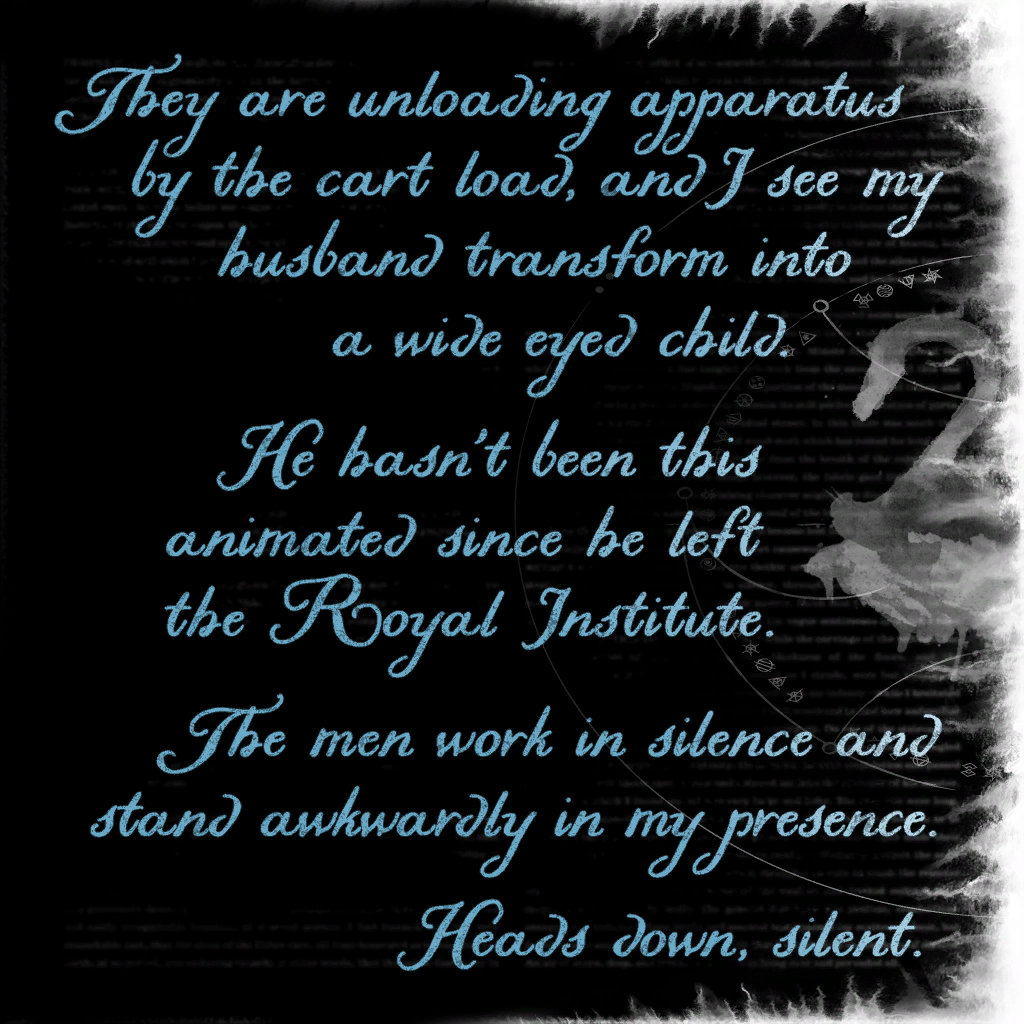 They are unloading apparatus
by the cart load, and I see my
husband transform into
a wide eyed child.
He hasn't been this
animated since he left
the Royal Institute.
The men work in silence and
stand awkwardly in my presence.
Heads down, silent.
2